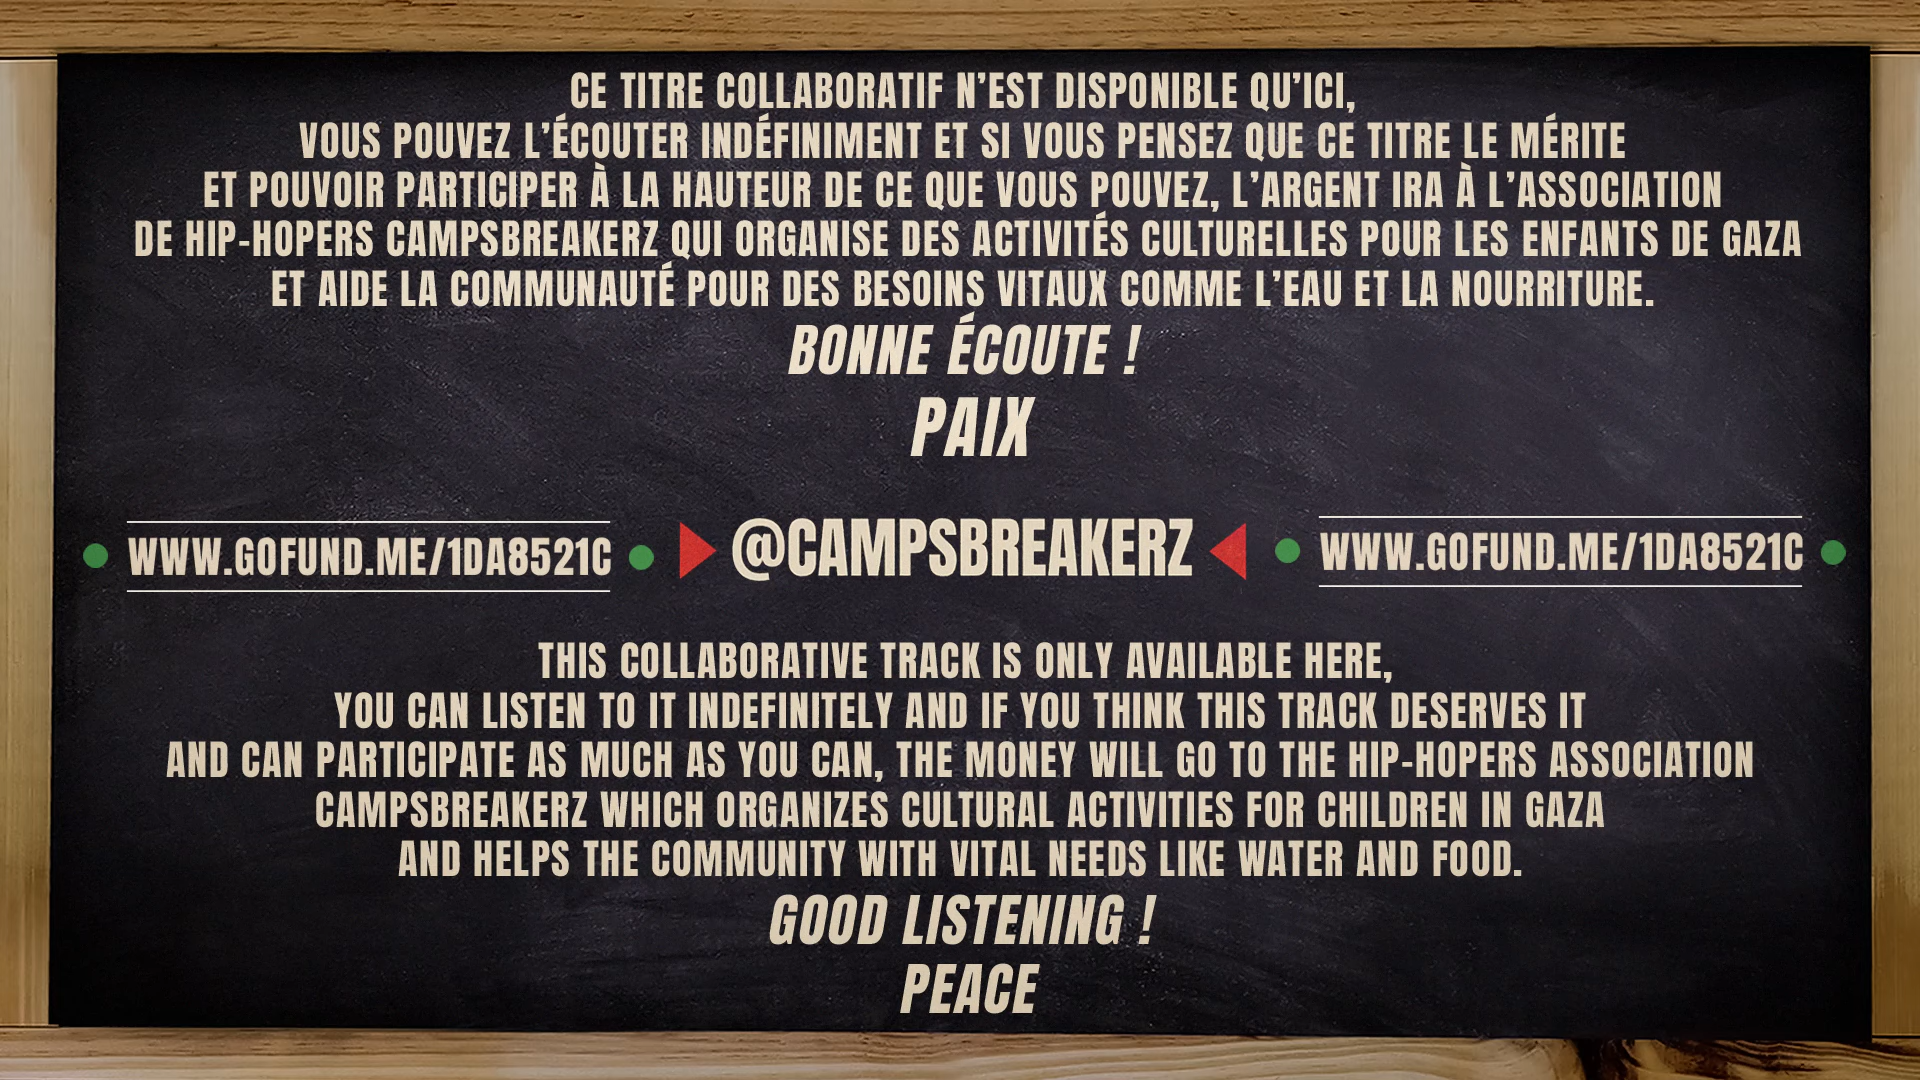 CE TITRE COLLABORATIF N'EST DISPONIBLE QU'ICI,
VOUS POUVEZ L'ÉCOUTER INDÉFINIMENT ET SI VOUS PENSEZ QUE CE TITRE LE MÉRITE
ET POUVOIR PARTICIPER À LA HAUTEUR DE CE QUE VOUS POUVEZ, L'ARGENT IRA À L'ASSOCIATION
DE HIP-HOPERS CAMPSBREAKERZ QUI ORGANISE DES ACTIVITÉS CULTURELLES POUR LES ENFANTS DE GAZA
ET AIDE LA COMMUNAUTÉ POUR DES BESOINS VITAUX COMME L'EAU ET LA NOURRITURE.
BONNE ÉCOUTE !
PAIX
WWW.GOFUND.ME/1DA8521C @CAMPSBREAKERZ WWW.GOFUND.ME/1DA8521C
THIS COLLABORATIVE TRACK IS ONLY AVAILABLE HERE,
YOU CAN LISTEN TO IT INDEFINITELY AND IF YOU THINK THIS TRACK DESERVES IT
AND CAN PARTICIPATE AS MUCH AS YOU CAN, THE MONEY WILL GO TO THE HIP-HOPERS ASSOCIATION
CAMPSBREAKERZ WHICH ORGANIZES CULTURAL ACTIVITIES FOR CHILDREN IN GAZA
AND HELPS THE COMMUNITY WITH VITAL NEEDS LIKE WATER AND FOOD.
GOOD LISTENING !
PEACE